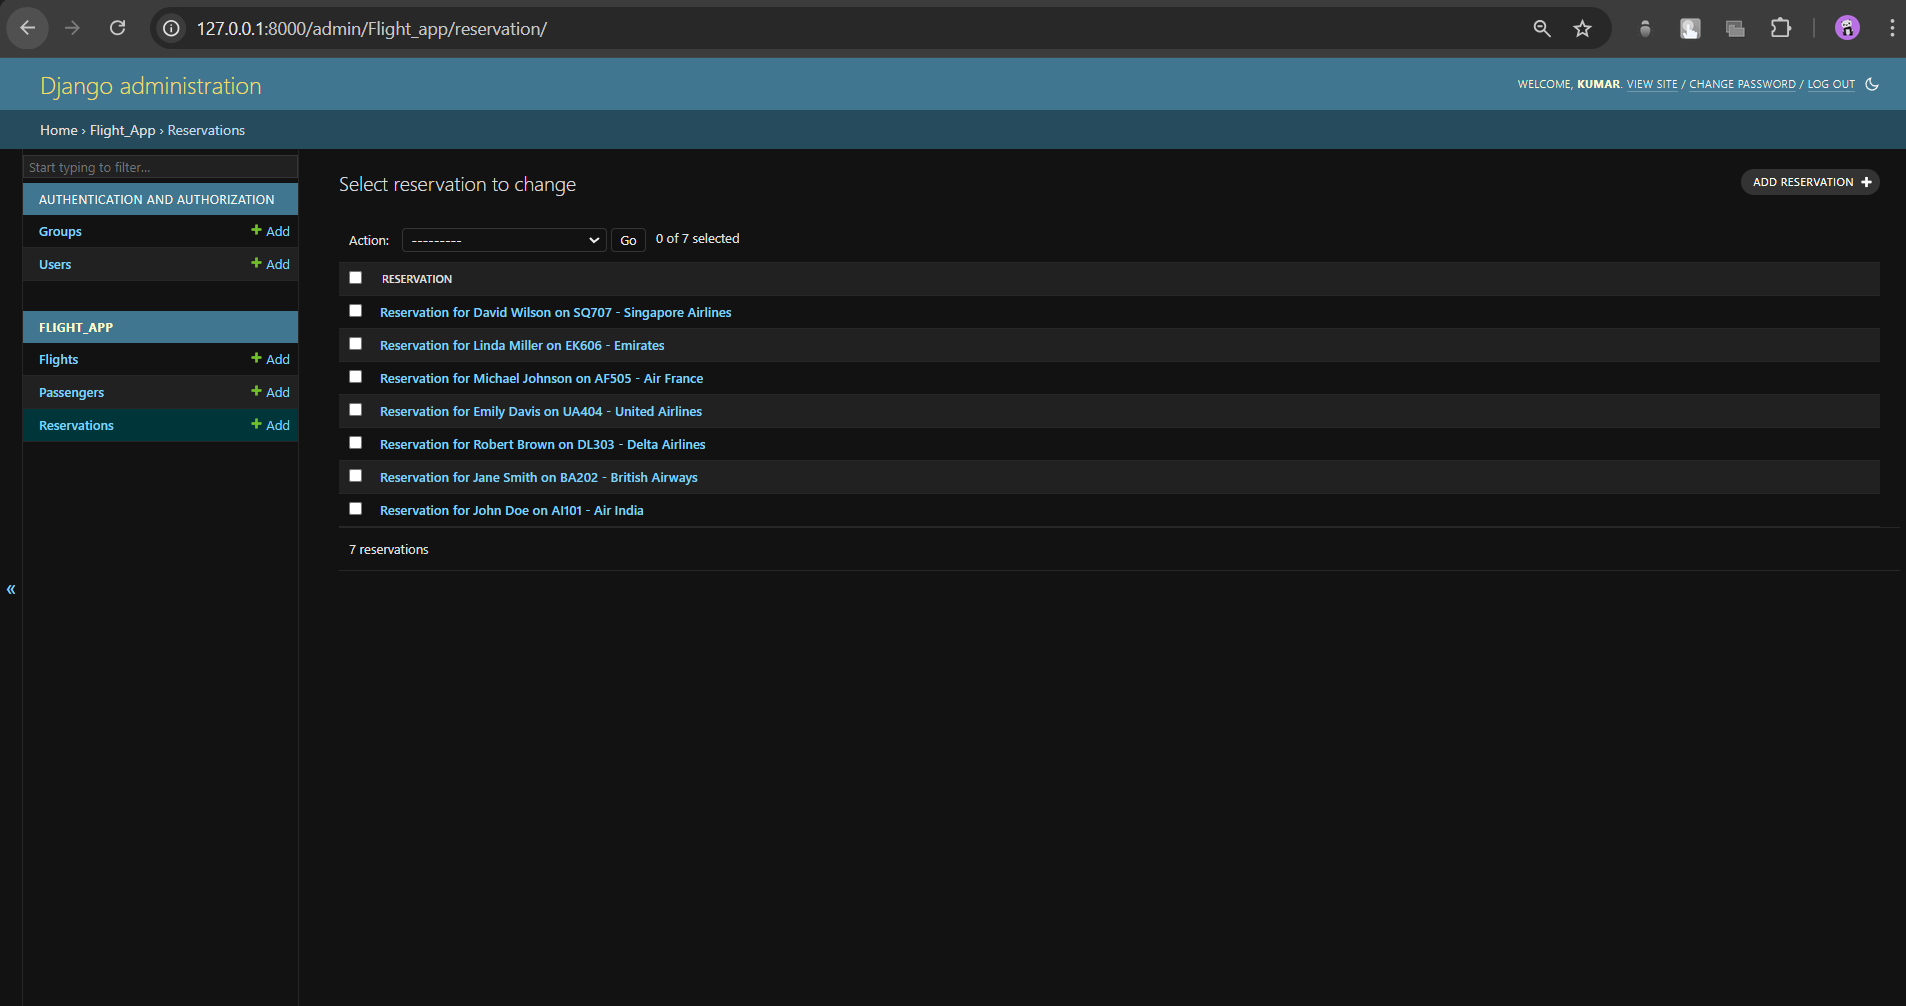 127.0.0.1:8000/admin/Flight_app/reservation/
Django administration
WELCOME, KUMAR. VIEW SITE / CHANGE PASSWORD / LOG OUT
Home › Flight_App › Reservations
Start typing to filter...
AUTHENTICATION AND AUTHORIZATION
Groups + Add
Users + Add
FLIGHT_APP
Flights + Add
Passengers + Add
Reservations + Add
«
Select reservation to change
ADD RESERVATION +
Action: --------- Go 0 of 7 selected
RESERVATION
Reservation for David Wilson on SQ707 - Singapore Airlines
Reservation for Linda Miller on EK606 - Emirates
Reservation for Michael Johnson on AF505 - Air France
Reservation for Emily Davis on UA404 - United Airlines
Reservation for Robert Brown on DL303 - Delta Airlines
Reservation for Jane Smith on BA202 - British Airways
Reservation for John Doe on AI101 - Air India
7 reservations